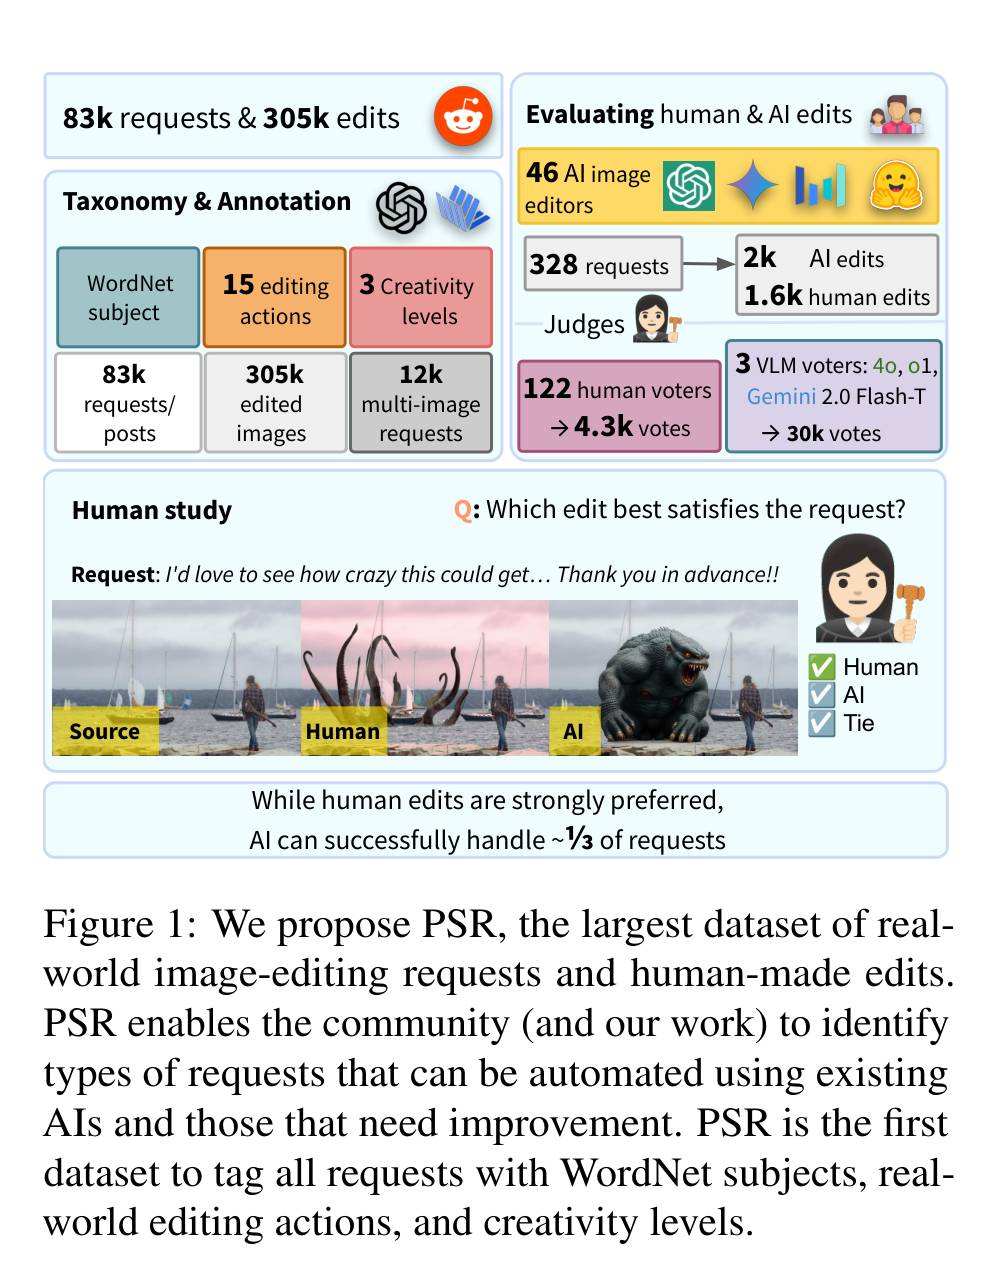 83k requests & 305k edits
Taxonomy & Annotation
WordNet
subject
15 editing
actions
3 Creativity
levels
83k
requests/
posts
305k
edited
images
12k
multi-image
requests
Evaluating human & AI edits
46 AI image
editors
328 requests
2k AI edits
1.6k human edits
Judges
122 human voters
→ 4.3k votes
3 VLM voters: 4o, o1,
Gemini 2.0 Flash-T
→ 30k votes
Human study
Q: Which edit best satisfies the request?
Request: I'd love to see how crazy this could get... Thank you in advance!!
Source
Human
AI
✅ Human
☑️ AI
☑️ Tie
While human edits are strongly preferred,
AI can successfully handle ~⅓ of requests
Figure 1: We propose PSR, the largest dataset of real-
world image-editing requests and human-made edits.
PSR enables the community (and our work) to identify
types of requests that can be automated using existing
AIs and those that need improvement. PSR is the first
dataset to tag all requests with WordNet subjects, real-
world editing actions, and creativity levels.